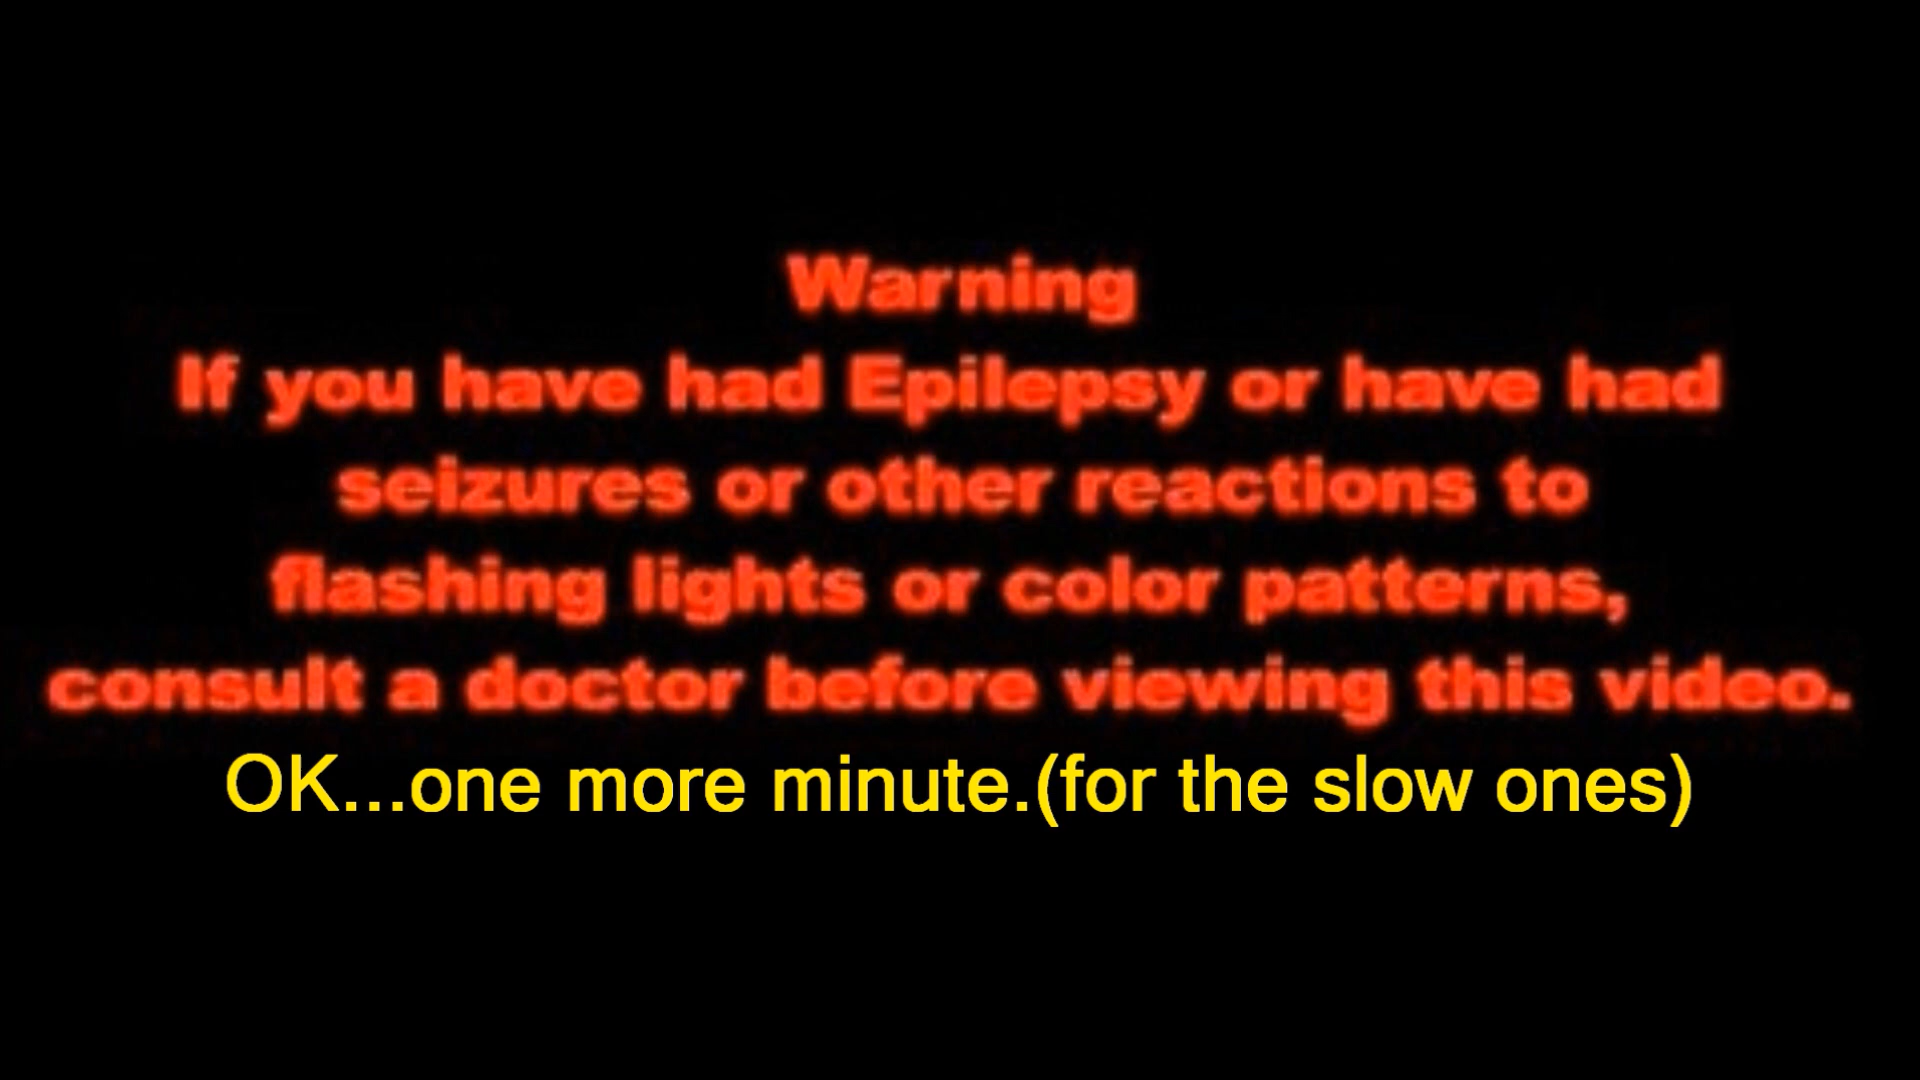 Warning
If you have had Epilepsy or have had
seizures or other reactions to
flashing lights or color patterns,
consult a doctor before viewing this video.
OK...one more minute.(for the slow ones)